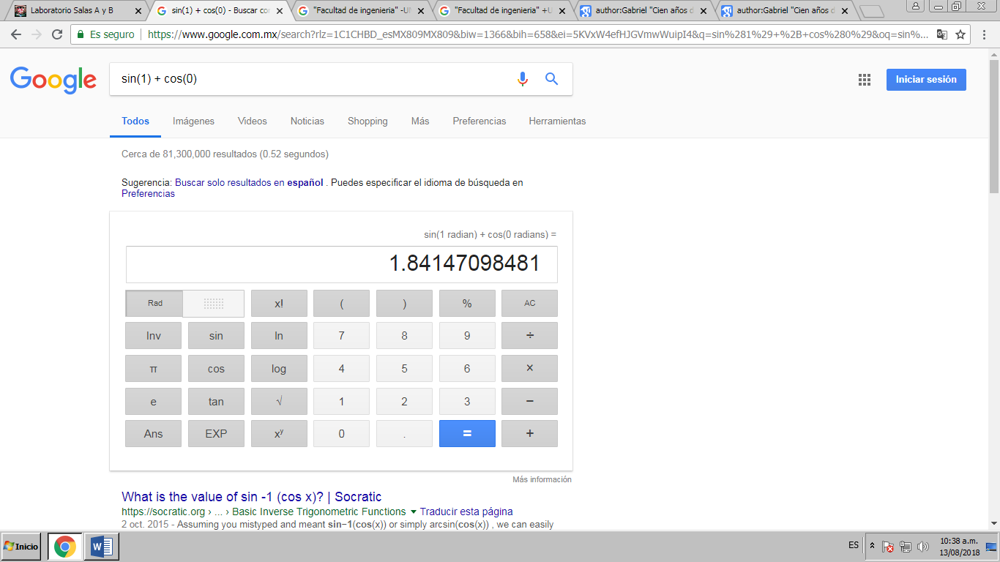 Laboratorio Salas A y B
sin(1) + cos(0) - Buscar con
"Facultad de ingenieria" -UN
"Facultad de ingenieria" +U
author:Gabriel "Cien años d
author:Gabriel "Cien años d
Es seguro
https://www.google.com.mx/search?rlz=1C1CHBD_esMX809MX809&biw=1366&bih=658&ei=5KVxW4efHJGVmwWuipI4&q=sin%281%29+%2B+cos%280%29&oq=sin%...
Google
sin(1) + cos(0)
Iniciar sesión
Todos Imágenes Videos Noticias Shopping Más Preferencias Herramientas
Cerca de 81,300,000 resultados (0.52 segundos)
Sugerencia: Buscar solo resultados en español . Puedes especificar el idioma de búsqueda en
Preferencias
sin(1 radian) + cos(0 radians) =
1.84147098481
Rad x! ( ) % AC
Inv sin ln 7 8 9 ÷
π cos log 4 5 6 ×
e tan √ 1 2 3 −
Ans EXP xʸ 0 . = +
Más información
What is the value of sin -1 (cos x)? | Socratic
https://socratic.org › ... › Basic Inverse Trigonometric Functions ▾ Traducir esta página
2 oct. 2015 - Assuming you mistyped and meant sin−1(cos(x)) or simply arcsin(cos(x)) , we can easily
Inicio
ES
10:38 a.m.
13/08/2018